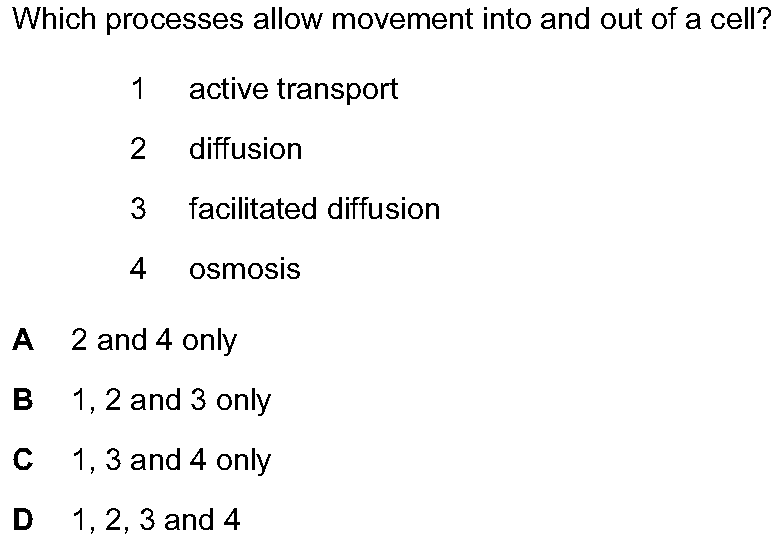 Which processes allow movement into and out of a cell?
1 active transport
2 diffusion
3 facilitated diffusion
4 osmosis
A 2 and 4 only
B 1, 2 and 3 only
C 1, 3 and 4 only
D 1, 2, 3 and 4